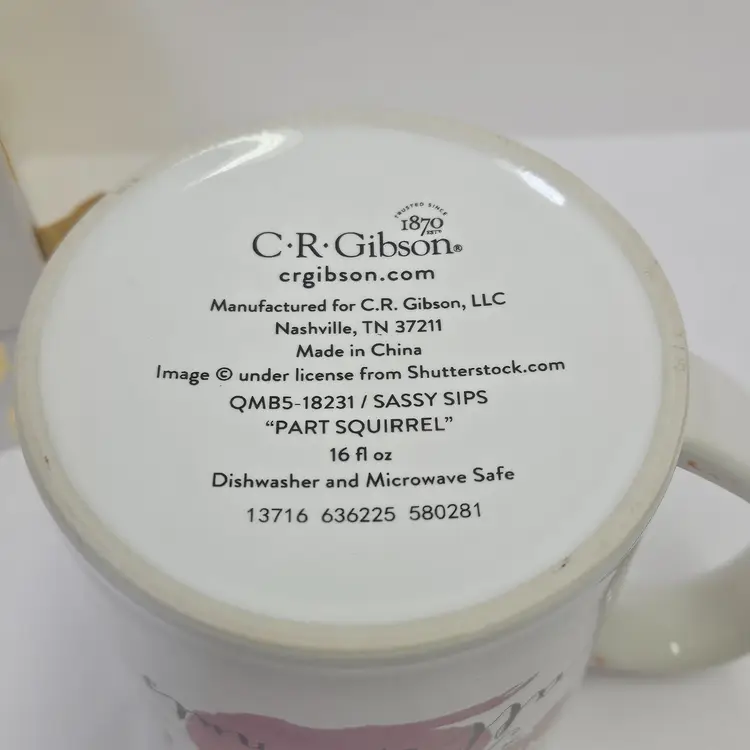 TRUSTED SINCE
1870
C·R·Gibson®
crgibson.com
Manufactured for C.R. Gibson, LLC
Nashville, TN 37211
Made in China
Image © under license from Shutterstock.com
QMB5-18231 / SASSY SIPS
“PART SQUIRREL”
16 fl oz
Dishwasher and Microwave Safe
13716 636225 580281